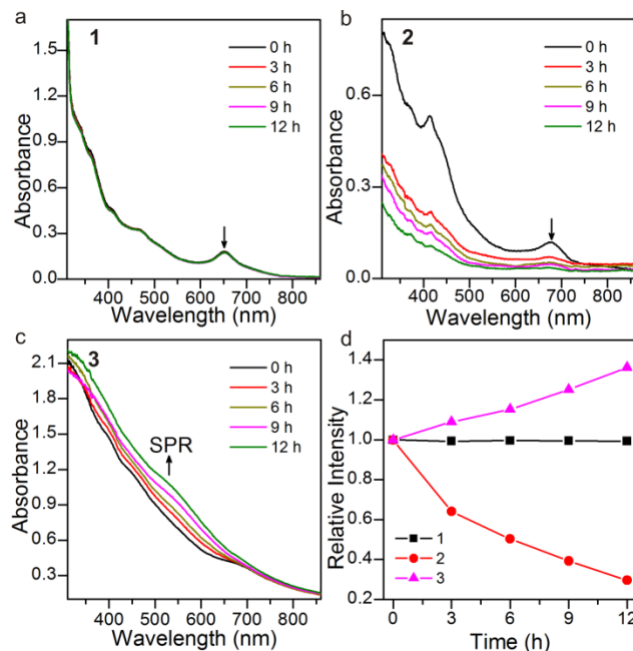 a
1
0 h
3 h
6 h
9 h
12 h
Absorbance
1.5
1.2
0.9
0.6
0.3
0.0
400 500 600 700 800
Wavelength (nm)
b
2
0 h
3 h
6 h
9 h
12 h
Absorbance
0.6
0.3
0.0
400 500 600 700 800
Wavelength (nm)
c
3
0 h
3 h
6 h
9 h
12 h
SPR
Absorbance
2.1
1.8
1.5
1.2
0.9
0.6
0.3
400 500 600 700 800
Wavelength (nm)
d
Relative Intensity
1.4
1.2
1.0
0.8
0.6
0.4
0.2
1
2
3
0 3 6 9 12
Time (h)